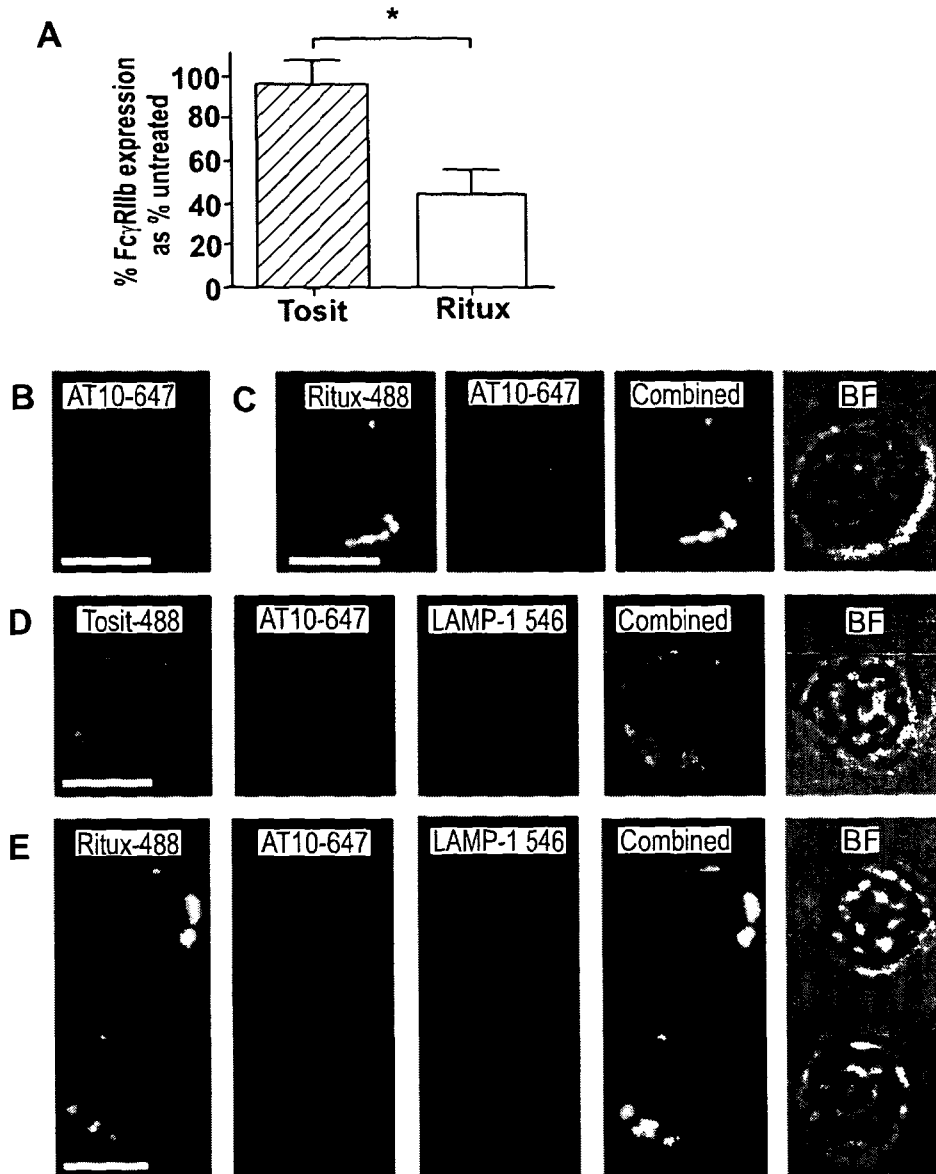 A
*
% FcγRIIb expression
as % untreated
100
80
60
40
20
0
Tosit
Ritux
B
AT10-647
C
Ritux-488
AT10-647
Combined
BF
D
Tosit-488
AT10-647
LAMP-1 546
Combined
BF
E
Ritux-488
AT10-647
LAMP-1 546
Combined
BF